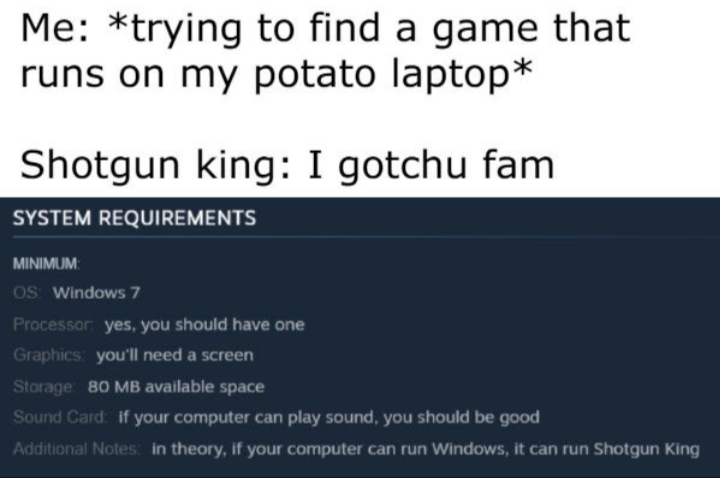 Me: *trying to find a game that
runs on my potato laptop*
Shotgun king: I gotchu fam
SYSTEM REQUIREMENTS
MINIMUM:
OS: Windows 7
Processor: yes, you should have one
Graphics: you'll need a screen
Storage: 80 MB available space
Sound Card: if your computer can play sound, you should be good
Additional Notes: in theory, if your computer can run Windows, it can run Shotgun King